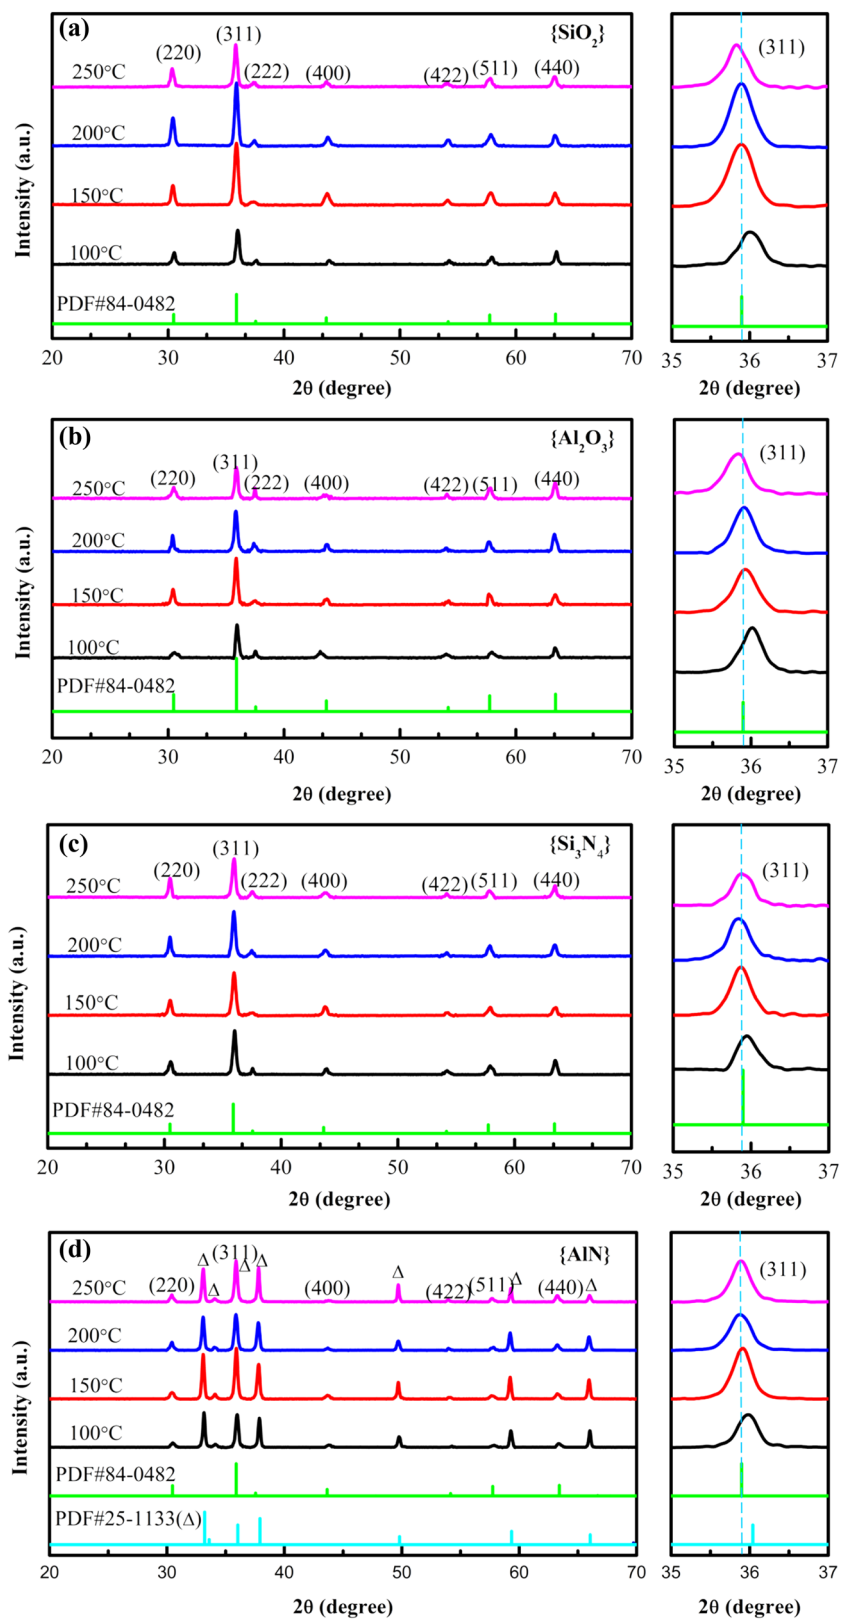 (a) {SiO2}
(311)
(220) (222) (400) (422) (511) (440)
250°C
200°C
150°C
100°C
PDF#84-0482
Intensity (a.u.)
20 30 40 50 60 70
2θ (degree)
(311)
35 36 37
2θ (degree)
(b) {Al2O3}
(311)
(220) (222) (400) (422) (511) (440)
250°C
200°C
150°C
100°C
PDF#84-0482
Intensity (a.u.)
20 30 40 50 60 70
2θ (degree)
(311)
35 36 37
2θ (degree)
(c) {Si3N4}
(311)
(220) (222) (400) (422) (511) (440)
250°C
200°C
150°C
100°C
PDF#84-0482
Intensity (a.u.)
20 30 40 50 60 70
2θ (degree)
(311)
35 36 37
2θ (degree)
(d) {AlN}
(311)
Δ Δ Δ Δ Δ Δ Δ
(220) (400) (422) (511) (440)
250°C
200°C
150°C
100°C
PDF#84-0482
PDF#25-1133(Δ)
Intensity (a.u.)
20 30 40 50 60 70
2θ (degree)
(311)
35 36 37
2θ (degree)